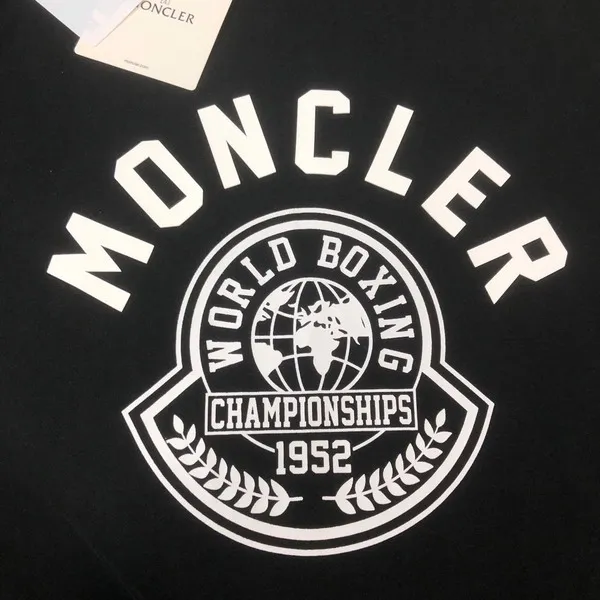 MONCLER
MONCLER
WORLD BOXING
CHAMPIONSHIPS
1952